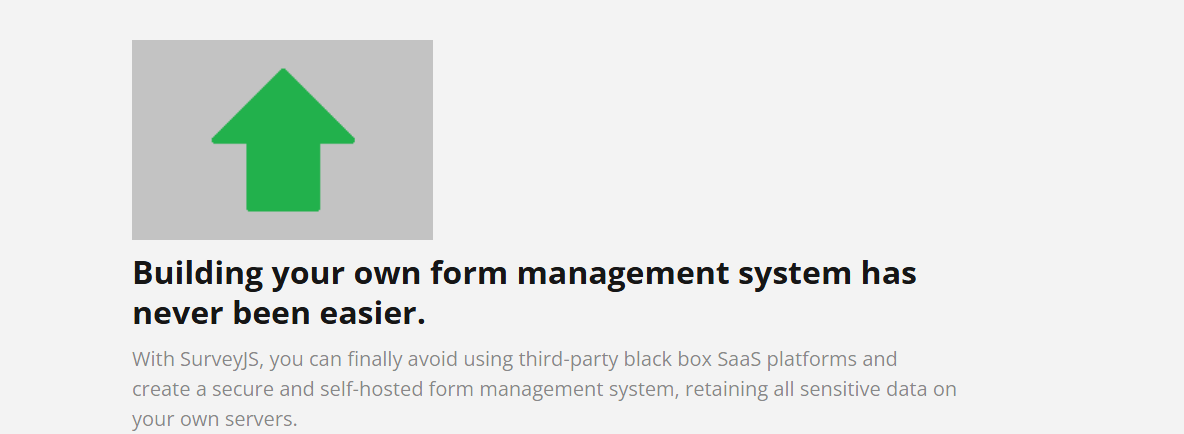 Building your own form management system has
never been easier.
With SurveyJS, you can finally avoid using third-party black box SaaS platforms and
create a secure and self-hosted form management system, retaining all sensitive data on
your own servers.